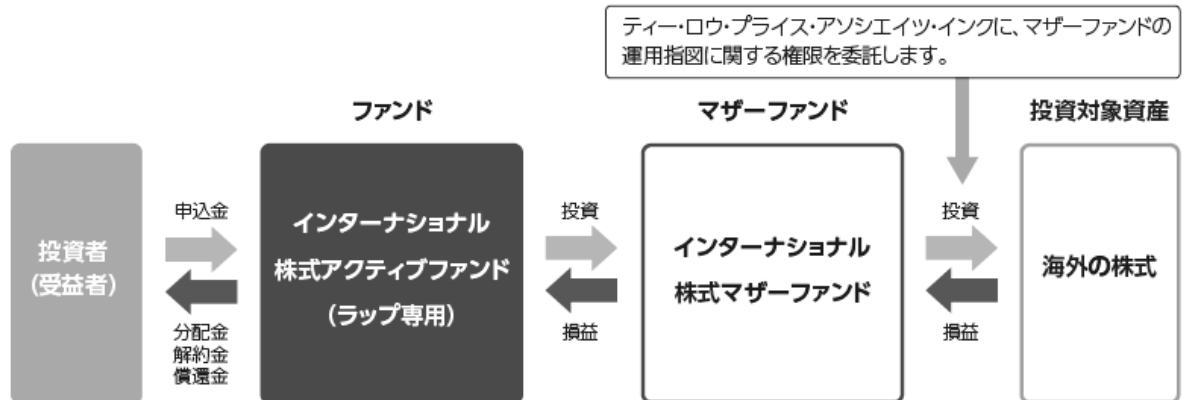 ティー・ロウ・プライス・アソシエイツ・インクに、マザーファンドの
運用指図に関する権限を委託します。
ファンド
マザーファンド
投資対象資産
投資者
(受益者)
申込金
分配金
解約金
償還金
インターナショナル
株式アクティブファンド
(ラップ専用)
投資
損益
インターナショナル
株式マザーファンド
投資
損益
海外の株式